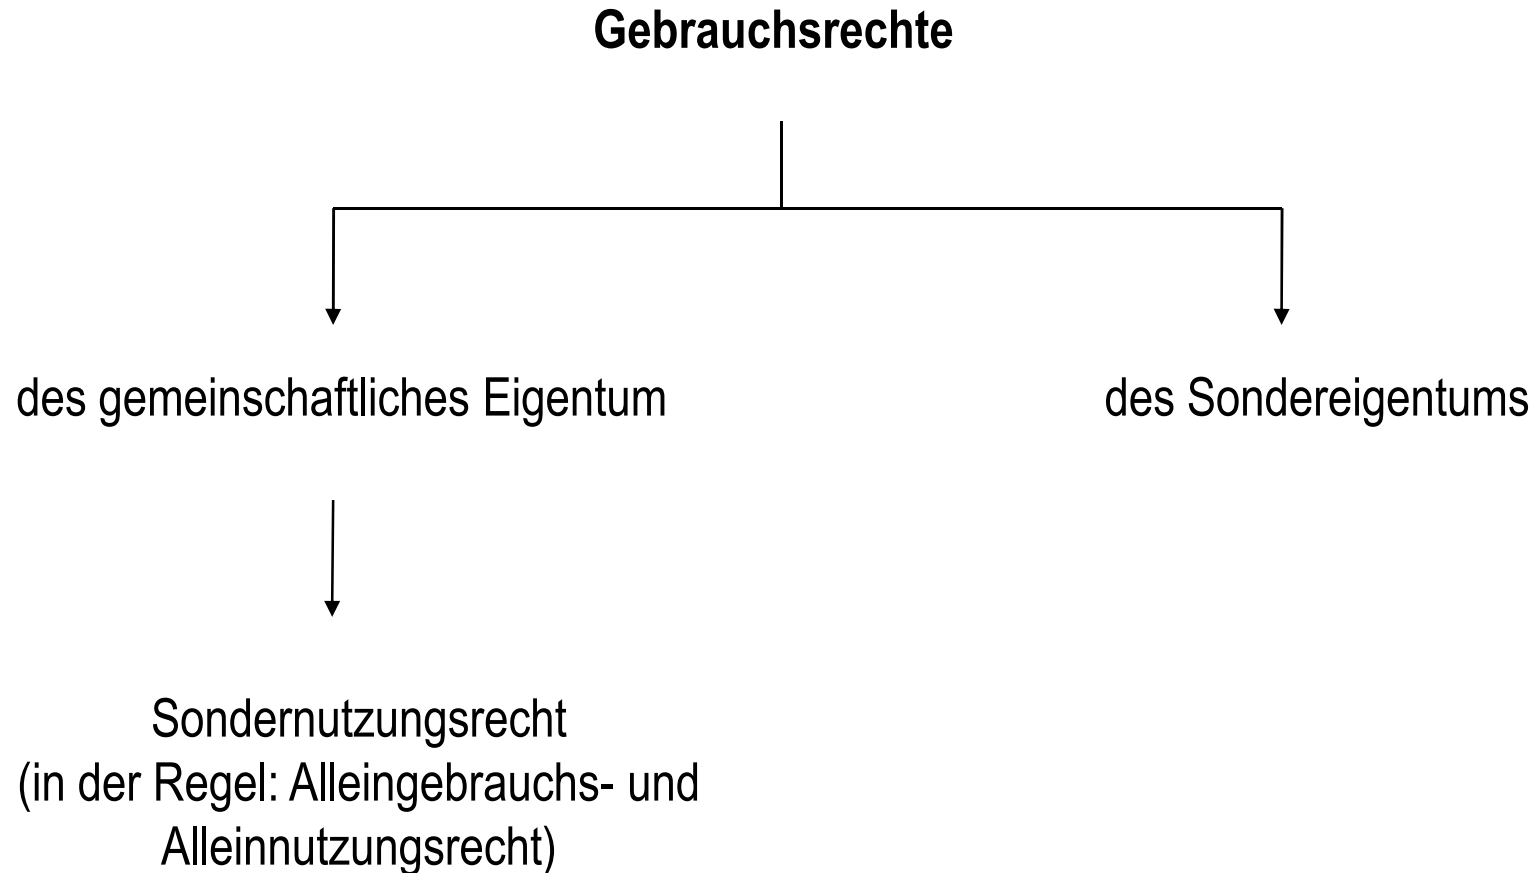 Gebrauchsrechte
des gemeinschaftliches Eigentum
des Sondereigentums
Sondernutzungsrecht
(in der Regel: Alleingebrauchs- und
Alleinnutzungsrecht)